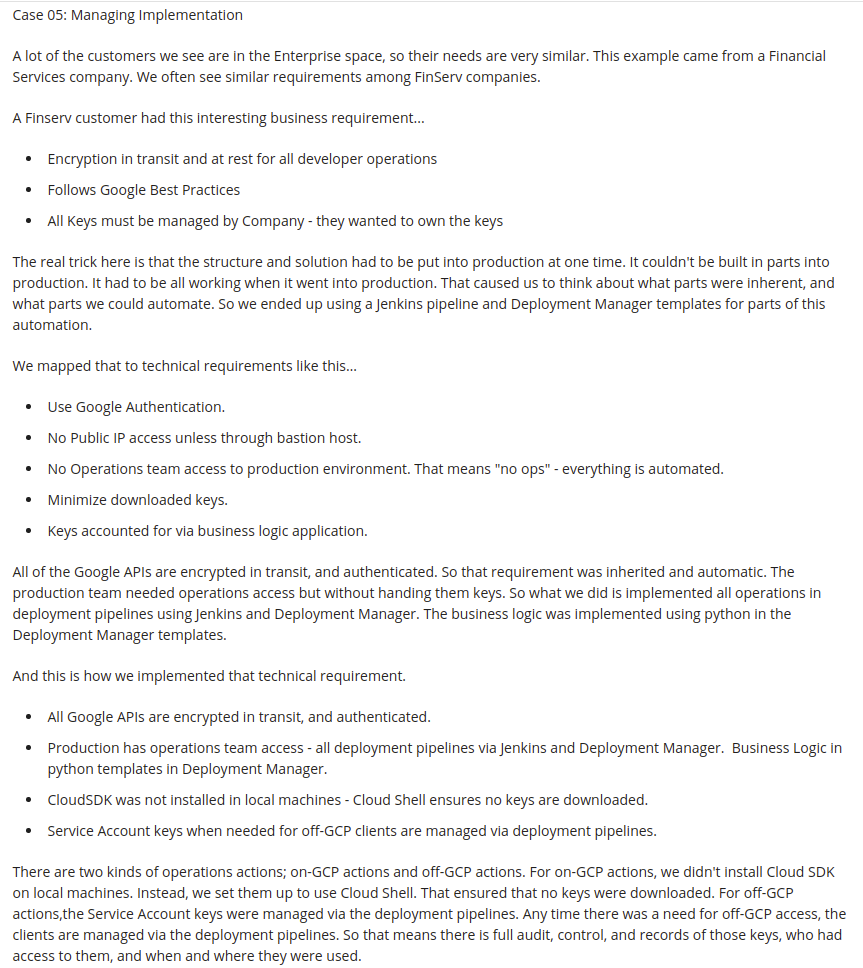 Case 05: Managing Implementation
A lot of the customers we see are in the Enterprise space, so their needs are very similar. This example came from a Financial
Services company. We often see similar requirements among FinServ companies.
A Finserv customer had this interesting business requirement...
• Encryption in transit and at rest for all developer operations
• Follows Google Best Practices
• All Keys must be managed by Company - they wanted to own the keys
The real trick here is that the structure and solution had to be put into production at one time. It couldn't be built in parts into
production. It had to be all working when it went into production. That caused us to think about what parts were inherent, and
what parts we could automate. So we ended up using a Jenkins pipeline and Deployment Manager templates for parts of this
automation.
We mapped that to technical requirements like this...
• Use Google Authentication.
• No Public IP access unless through bastion host.
• No Operations team access to production environment. That means "no ops" - everything is automated.
• Minimize downloaded keys.
• Keys accounted for via business logic application.
All of the Google APIs are encrypted in transit, and authenticated. So that requirement was inherited and automatic. The
production team needed operations access but without handing them keys. So what we did is implemented all operations in
deployment pipelines using Jenkins and Deployment Manager. The business logic was implemented using python in the
Deployment Manager templates.
And this is how we implemented that technical requirement.
• All Google APIs are encrypted in transit, and authenticated.
• Production has operations team access - all deployment pipelines via Jenkins and Deployment Manager.  Business Logic in
python templates in Deployment Manager.
• CloudSDK was not installed in local machines - Cloud Shell ensures no keys are downloaded.
• Service Account keys when needed for off-GCP clients are managed via deployment pipelines.
There are two kinds of operations actions; on-GCP actions and off-GCP actions. For on-GCP actions, we didn't install Cloud SDK
on local machines. Instead, we set them up to use Cloud Shell. That ensured that no keys were downloaded. For off-GCP
actions,the Service Account keys were managed via the deployment pipelines. Any time there was a need for off-GCP access, the
clients are managed via the deployment pipelines. So that means there is full audit, control, and records of those keys, who had
access to them, and when and where they were used.